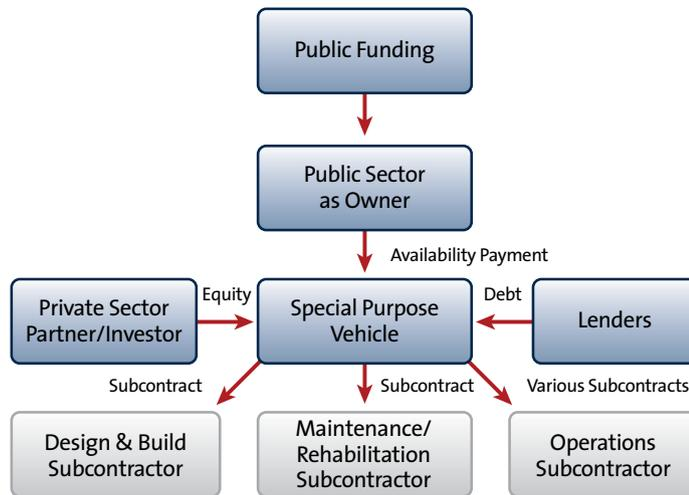 Public Funding
Public Sector
as Owner
Availability Payment
Private Sector
Partner/Investor
Equity
Special Purpose
Vehicle
Debt
Lenders
Subcontract
Subcontract
Various Subcontracts
Design & Build
Subcontractor
Maintenance/
Rehabilitation
Subcontractor
Operations
Subcontractor